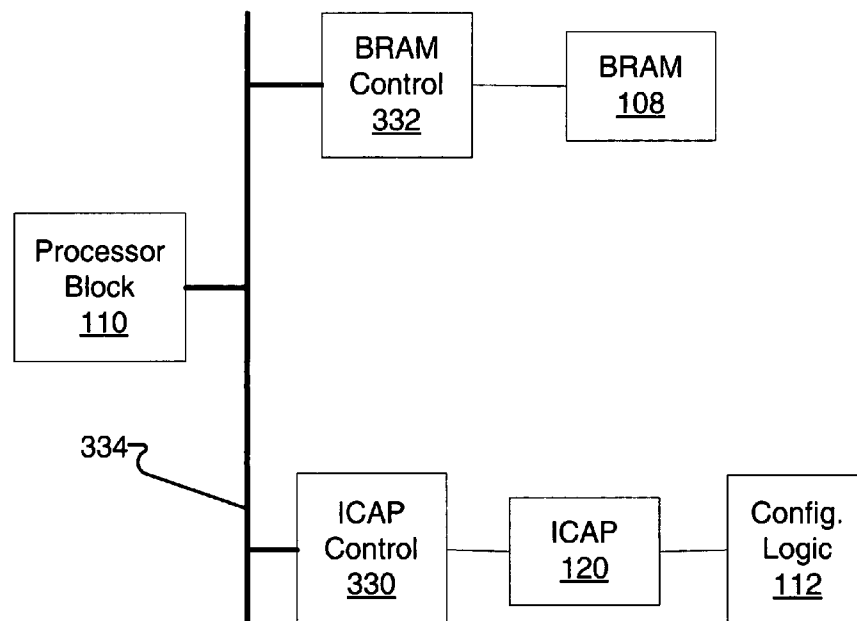 BRAM
Control
332
BRAM
108
Processor
Block
110
334
ICAP
Control
330
ICAP
120
Config.
Logic
112